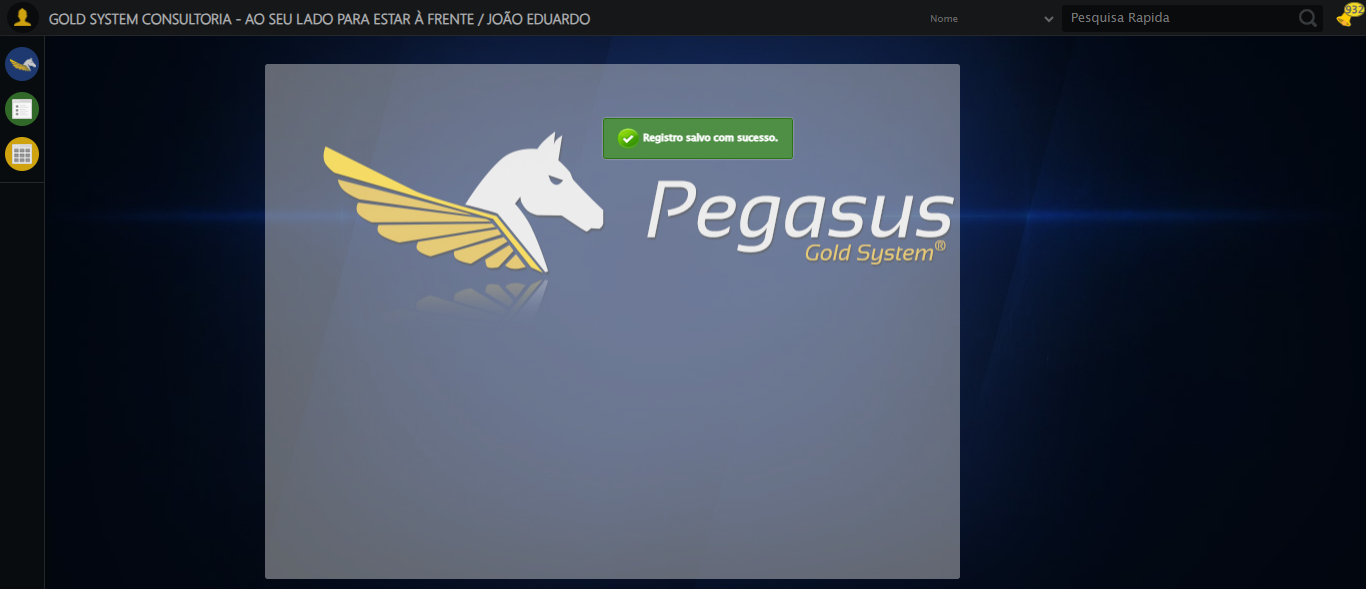 GOLD SYSTEM CONSULTORIA - AO SEU LADO PARA ESTAR À FRENTE / JOÃO EDUARDO
Nome
Pesquisa Rapida
932
Registro salvo com sucesso.
Pegasus
Gold System®